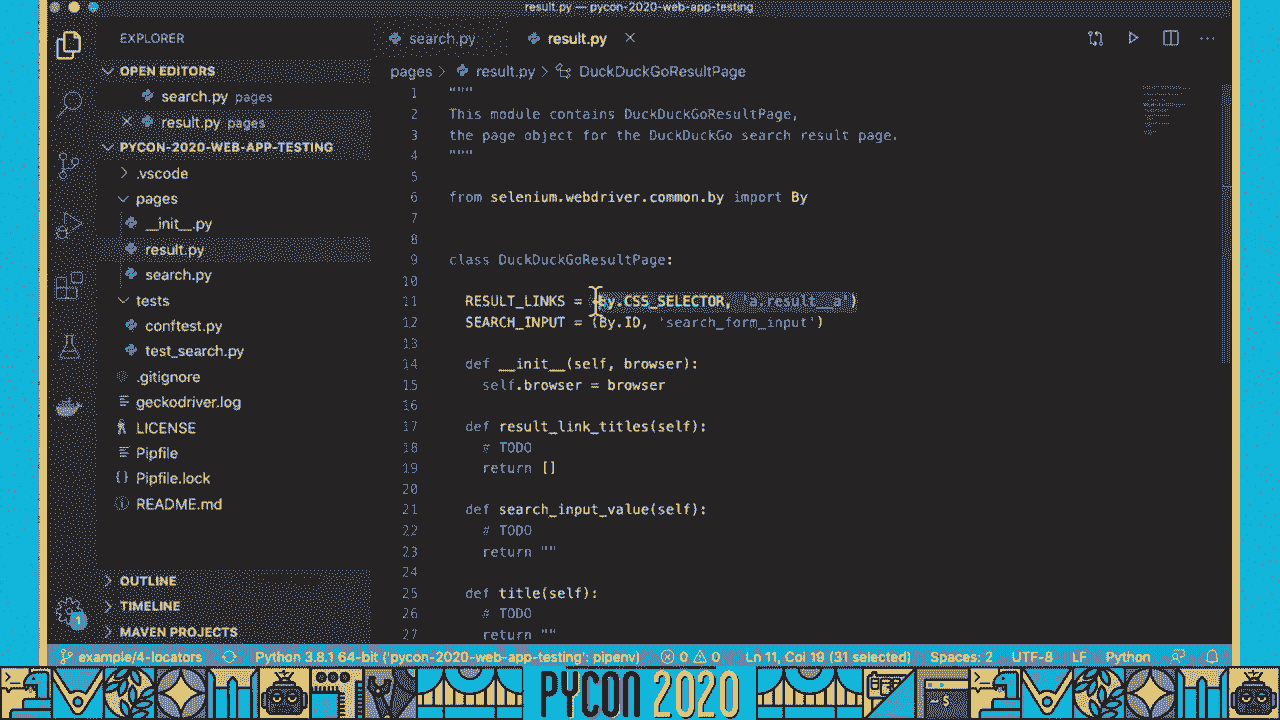 result.py — pycon-2020-web-app-testing
EXPLORER
OPEN EDITORS
search.py pages
result.py pages
PYCON-2020-WEB-APP-TESTING
.vscode
pages
__init__.py
result.py
search.py
tests
conftest.py
test_search.py
.gitignore
geckodriver.log
LICENSE
Pipfile
Pipfile.lock
README.md
OUTLINE
TIMELINE
MAVEN PROJECTS
search.py
result.py
pages > result.py > DuckDuckGoResultPage
1 """
2 This module contains DuckDuckGoResultPage,
3 the page object for the DuckDuckGo search result page.
4 """
5
6 from selenium.webdriver.common.by import By
7
8
9 class DuckDuckGoResultPage:
10
11 RESULT_LINKS = (By.CSS_SELECTOR, 'a.result__a')
12 SEARCH_INPUT = (By.ID, 'search_form_input')
13
14 def __init__(self, browser):
15 self.browser = browser
16
17 def result_link_titles(self):
18 # TODO
19 return []
20
21 def search_input_value(self):
22 # TODO
23 return ""
24
25 def title(self):
26 # TODO
27 return ""
1
example/4-locators
Python 3.8.1 64-bit ('pycon-2020-web-app-testing': pipenv)
0 0
Ln 11, Col 19 (31 selected)
Spaces: 2
UTF-8
LF
Python
PYCON 2020